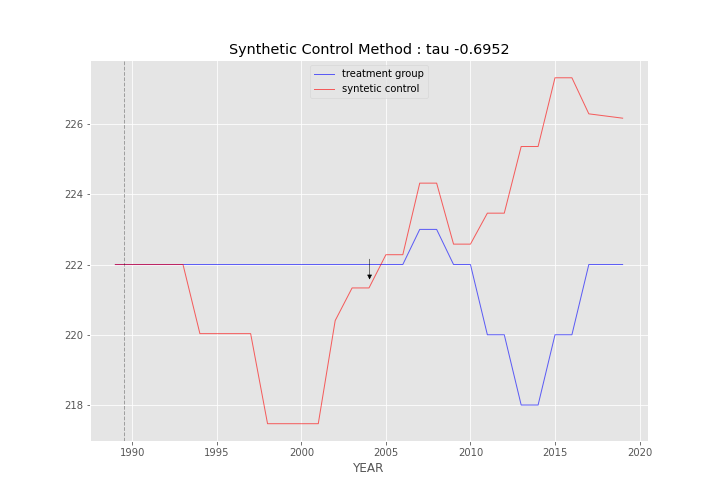 Synthetic Control Method : tau -0.6952
treatment group
syntetic control
226
224
222
220
218
1990 1995 2000 2005 2010 2015 2020
YEAR